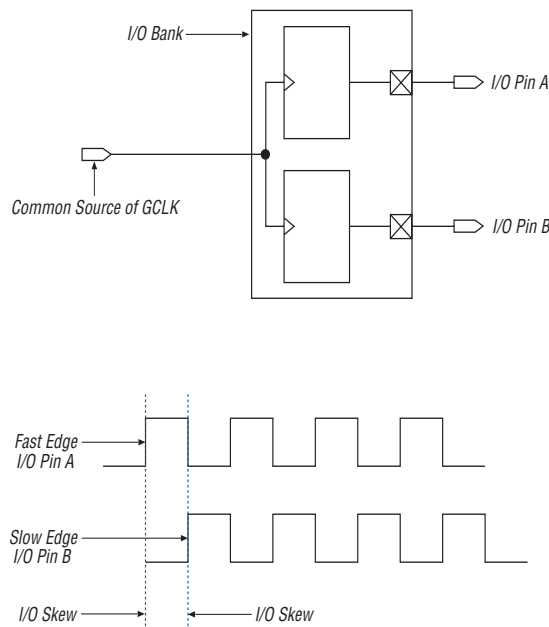 I/O Bank
I/O Pin A
Common Source of GCLK
I/O Pin B
Fast Edge
I/O Pin A
Slow Edge
I/O Pin B
I/O Skew
I/O Skew